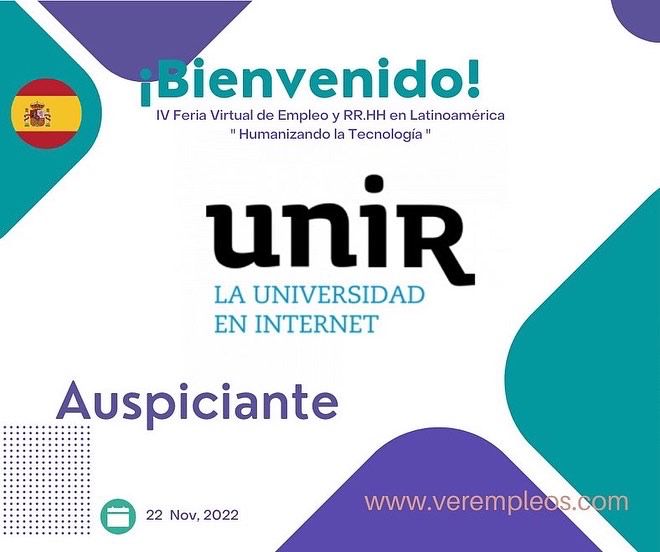 ¡Bienvenido!
IV Feria Virtual de Empleo y RR.HH en Latinoamérica
" Humanizando la Tecnología "
uniR
LA UNIVERSIDAD
EN INTERNET
Auspiciante
www.verempleos.com
22 Nov, 2022